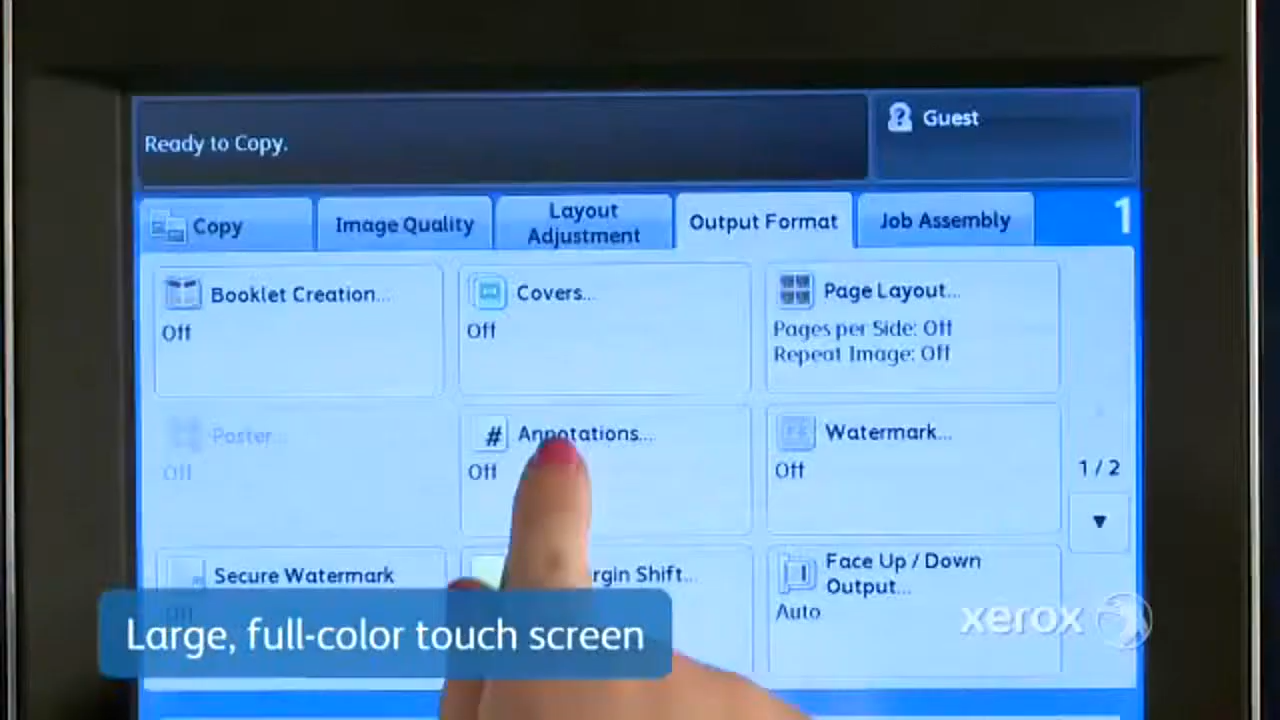 Ready to Copy.
Guest
Copy
Image Quality
Layout
Adjustment
Output Format
Job Assembly
1
Booklet Creation...
Off
Covers...
Off
Page Layout...
Pages per Side: Off
Repeat Image: Off
Poster...
Off
# Annotations...
Off
Watermark...
Off
1 / 2
Secure Watermark
Off
Shift...
Face Up / Down
Output...
Auto
Large, full-color touch screen
xerox